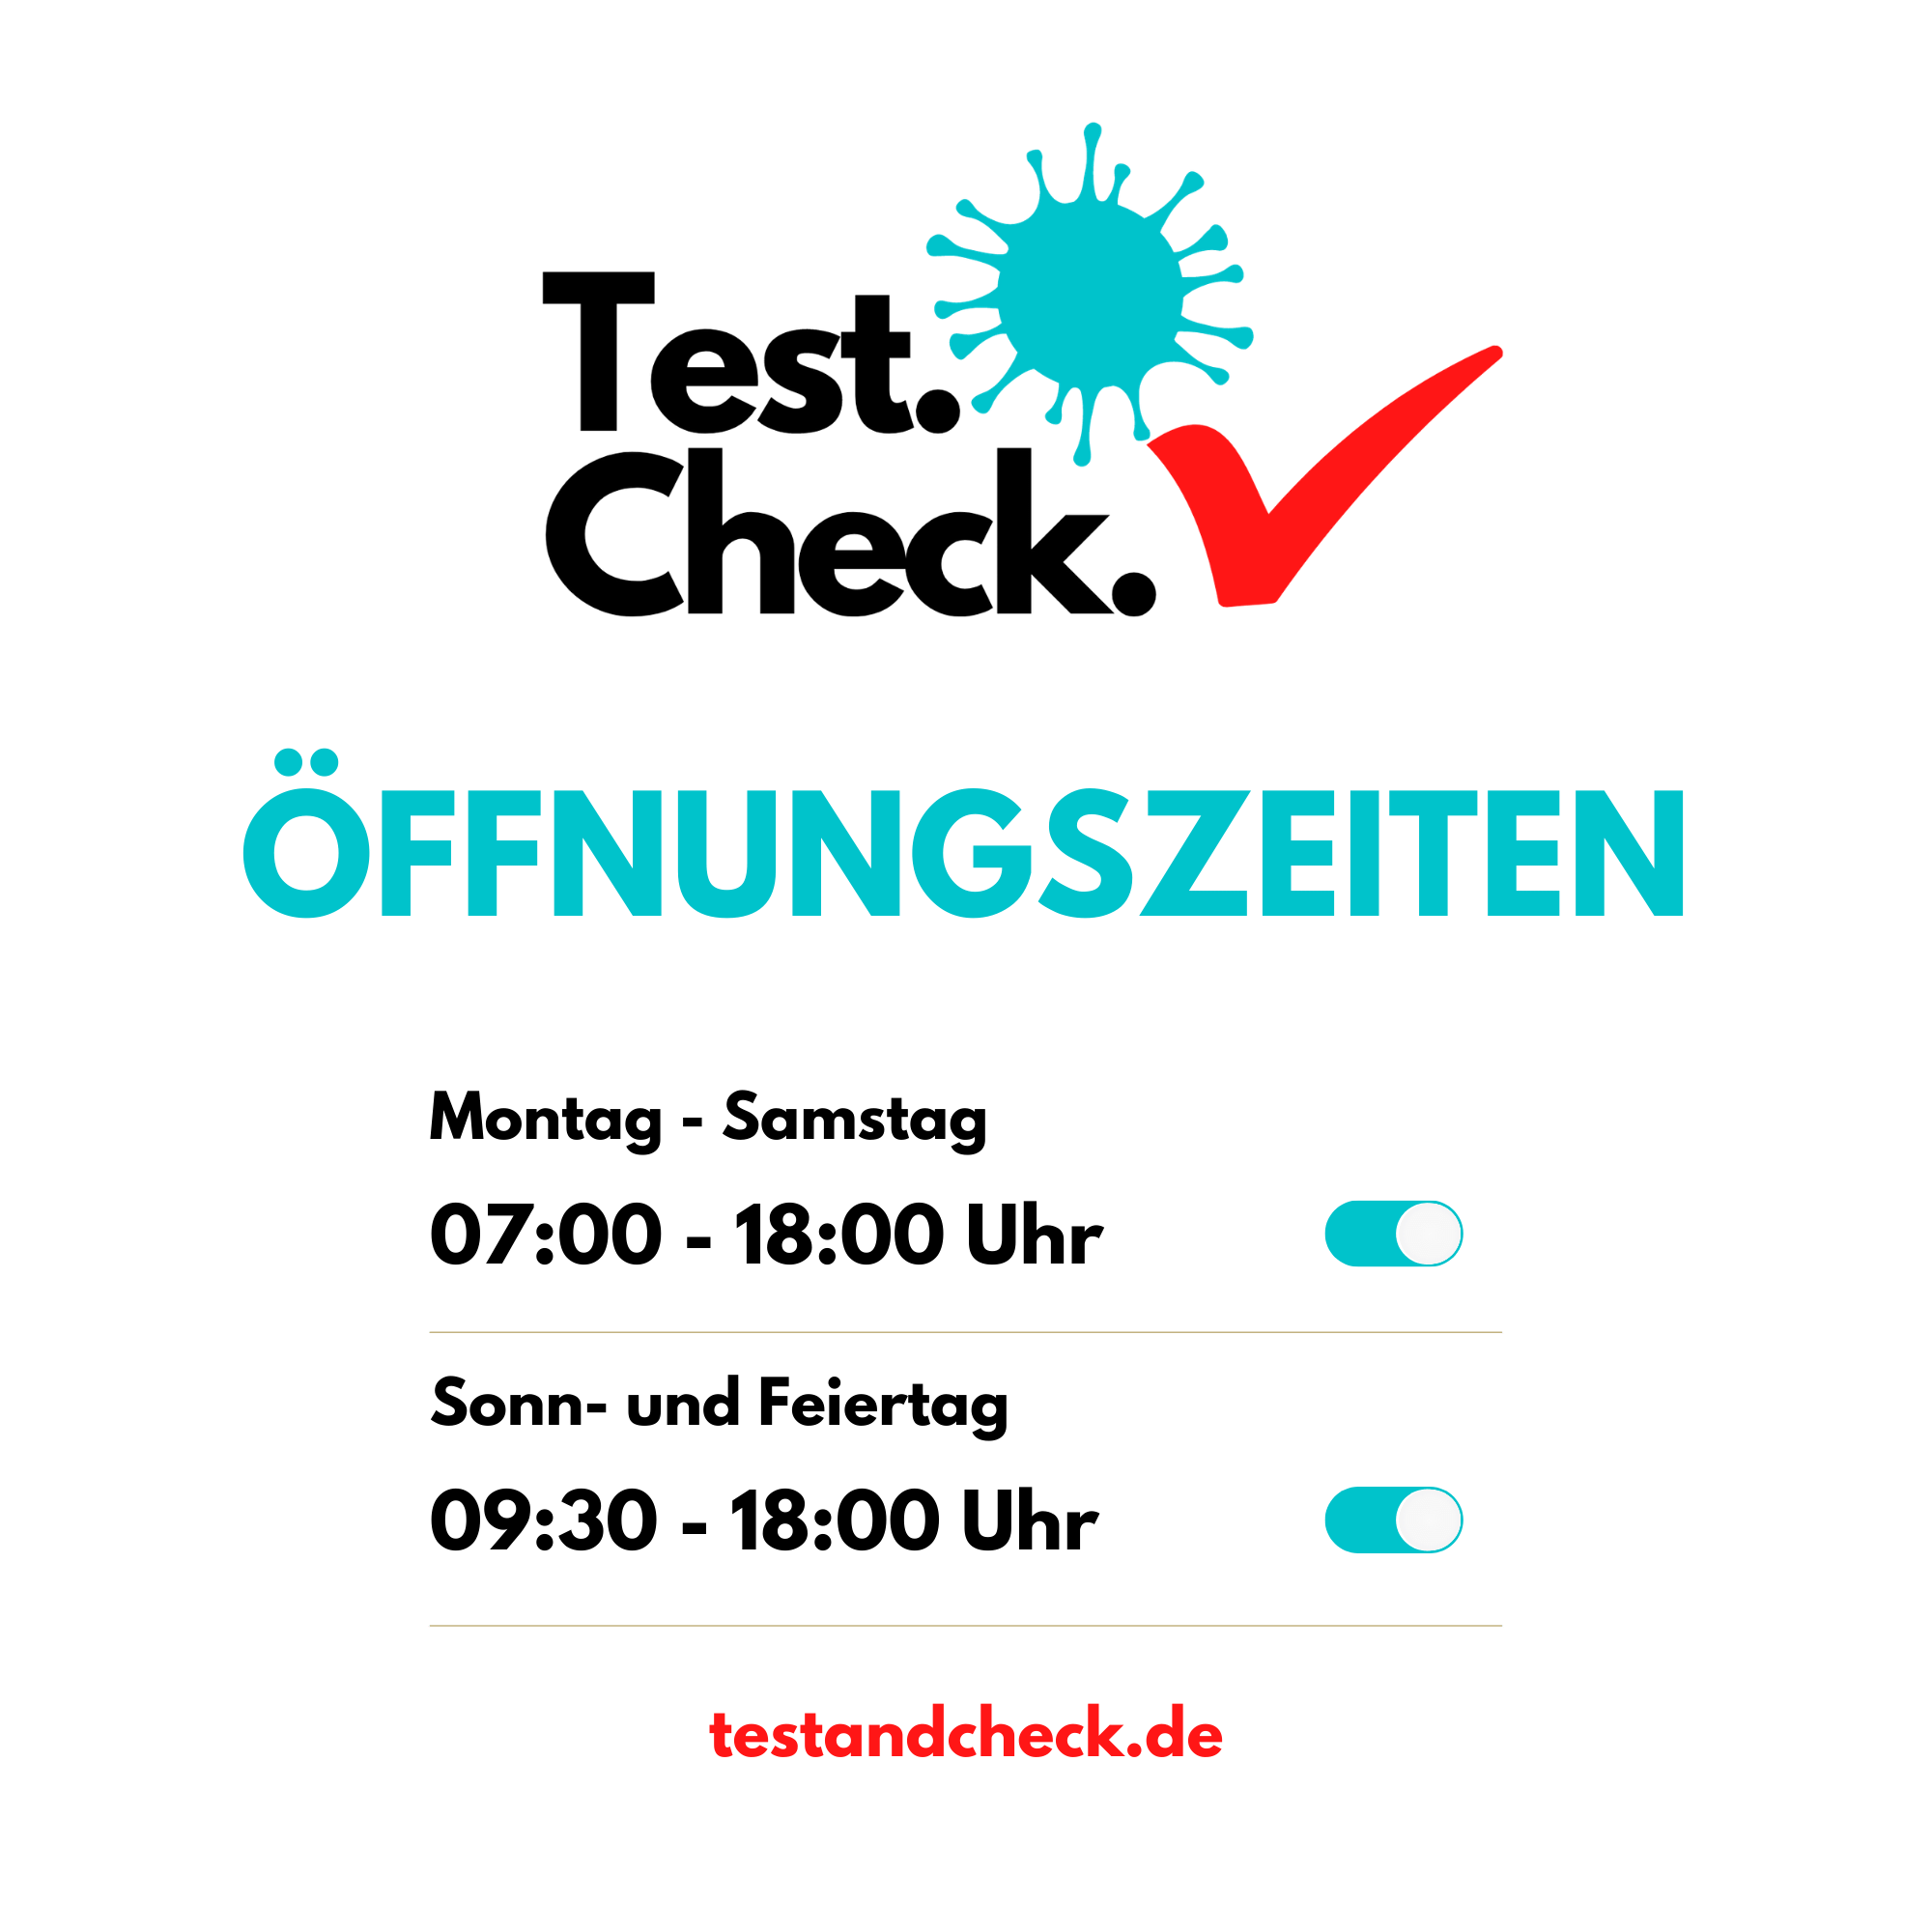 Test.
Check.
ÖFFNUNGSZEITEN
Montag - Samstag
07:00 - 18:00 Uhr
Sonn- und Feiertag
09:30 - 18:00 Uhr
testandcheck.de